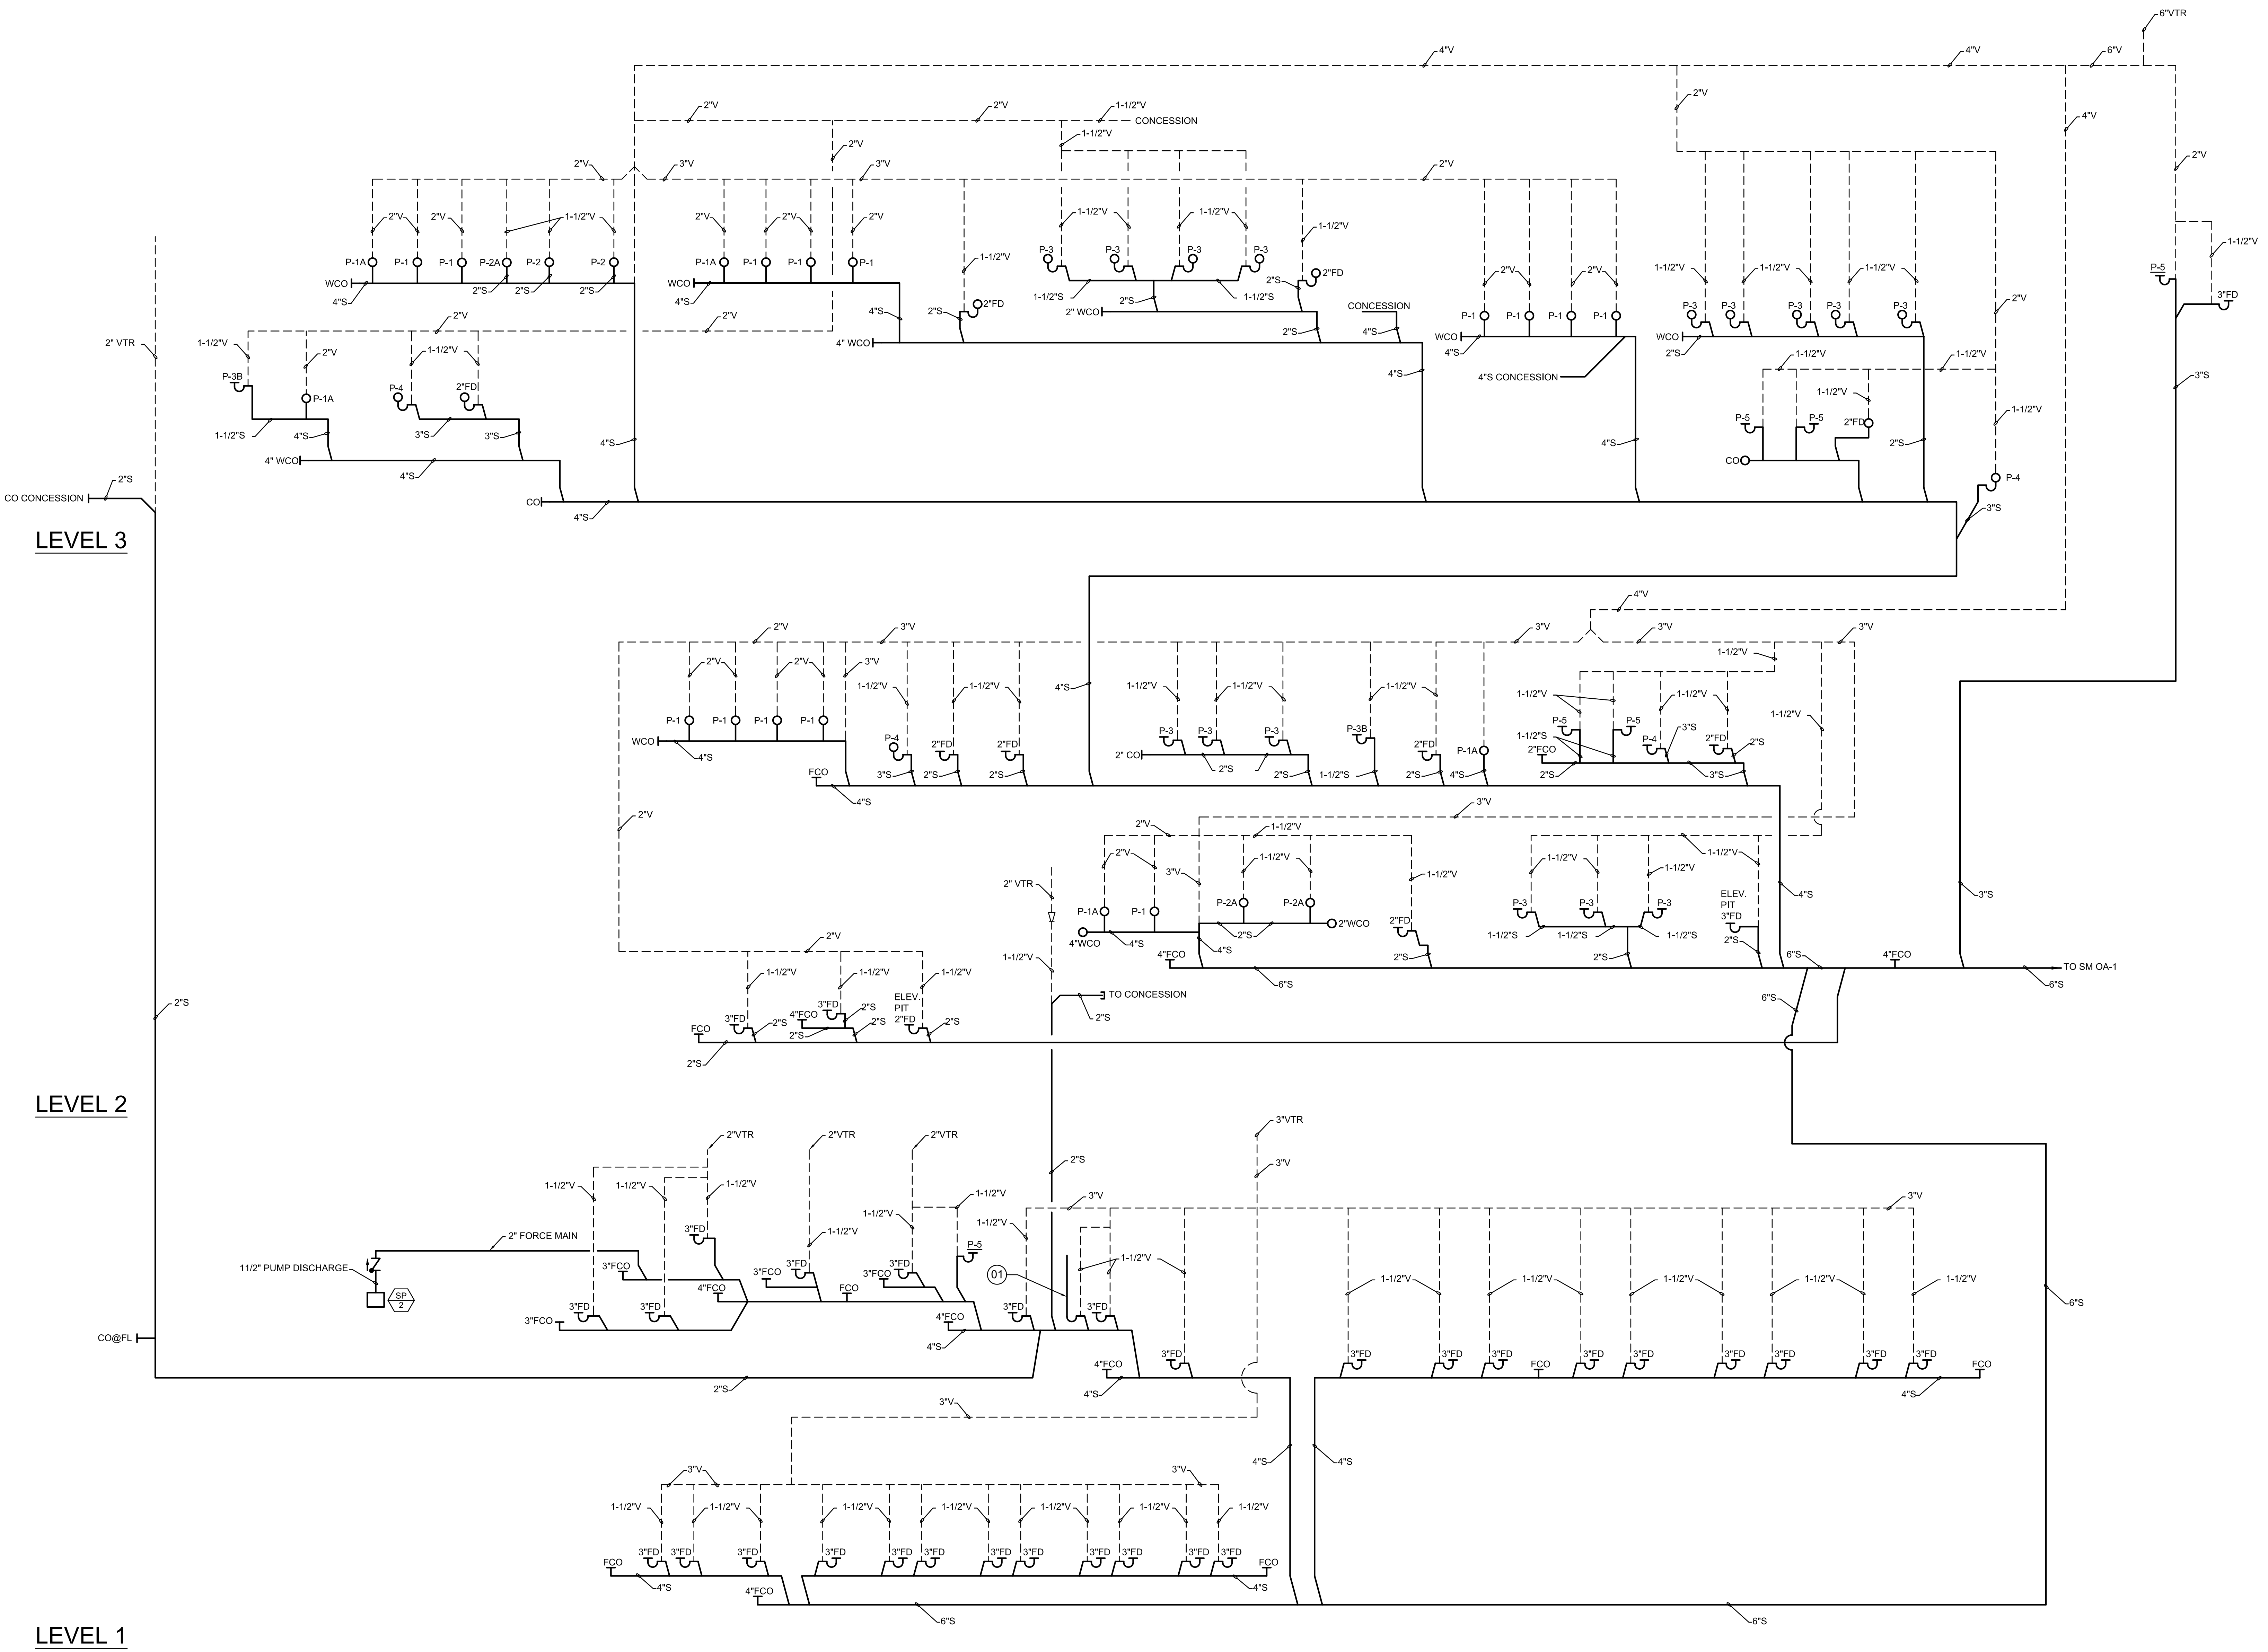 6"VTR
4"V
4"V
6"V
2"V
2"V
2"V
1-1/2"V
CONCESSION
2"V
4"V
1-1/2"V
2"V
2"V
2"V
3"V
3"V
2"V
2"V
2"V
1-1/2"V
2"V
2"V
2"V
1-1/2"V
1-1/2"V
1-1/2"V
1-1/2"V
1-1/2"V
P-3
P-3
P-3
P-3
P-1A
P-1
P-1
P-2A
P-2
P-2
P-1A
P-1
P-1
P-1
1-1/2"V
2"FD
2"V
2"V
1-1/2"V
1-1/2"V
1-1/2"V
P-5
3"FD
WCO
4"S
2"S
2"S
2"S
WCO
4"S
2"S
1-1/2"S
2"S
1-1/2"S
2"FD
CONCESSION
P-1
P-1
P-1
P-1
P-3
P-3
P-3
P-3
P-3
2"V
2" WCO
2"V
2"V
4"S
2"S
2"S
4"S
WCO
4"S
WCO
2"S
2" VTR
1-1/2"V
2"V
1-1/2"V
4" WCO
4"S
4"S CONCESSION
1-1/2"V
1-1/2"V
3"S
P-3B
P-4
2"FD
P-1A
1-1/2"V
1-1/2"V
P-5
P-5
2"FD
1-1/2"S
4"S
3"S
3"S
4"S
4"S
2"S
4" WCO
4"S
CO
P-4
CO CONCESSION
2"S
CO
4"S
3"S
LEVEL 3
4"V
2"V
3"V
3"V
3"V
3"V
2"V
2"V
3"V
1-1/2"V
1-1/2"V
1-1/2"V
4"S
1-1/2"V
1-1/2"V
1-1/2"V
1-1/2"V
1-1/2"V
1-1/2"V
P-1
P-1
P-1
P-1
P-4
2"FD
2"FD
P-3
P-3
P-3
P-3B
2"FD
P-1A
P-5
P-5
1-1/2"S
3"S
P-4
2"FD
2"S
WCO
4"S
2" CO
2"FCO
FCO
3"S
2"S
2"S
2"S
2"S
1-1/2"S
2"S
4"S
2"S
3"S
4"S
3"V
2"V
2"V
1-1/2"V
2"V
1-1/2"V
1-1/2"V
1-1/2"V
1-1/2"V
1-1/2"V
3"V
2" VTR
P-1A
P-1
P-2A
P-2A
2"WCO
2"FD
P-3
P-3
P-3
ELEV.
PIT
3"FD
4"S
3"S
4"WCO
4"S
4"S
2"S
1-1/2"S
1-1/2"S
1-1/2"S
2"S
2"V
1-1/2"V
4"FCO
6"S
2"S
2"S
6"S
4"FCO
TO SM OA-1
6"S
1-1/2"V
1-1/2"V
1-1/2"V
TO CONCESSION
2"S
6"S
2"S
3"FD
4"FCO
3"FD
2"S
ELEV.
PIT
2"FD
2"S
FCO
2"S
2"S
2"S
2"S
LEVEL 2
2"VTR
2"VTR
2"VTR
3"VTR
2"S
3"V
1-1/2"V
1-1/2"V
1-1/2"V
1-1/2"V
1-1/2"V
1-1/2"V
1-1/2"V
3"V
3"V
2" FORCE MAIN
3"FD
P-5
1-1/2"V
11/2" PUMP DISCHARGE
3"FCO
3"FCO
3"FD
3"FCO
3"FD
01
SP
2
4"FCO
FCO
1-1/2"V
1-1/2"V
1-1/2"V
1-1/2"V
1-1/2"V
3"FCO
3"FD
3"FD
4"FCO
3"FD
3"FD
6"S
CO@FL
4"S
4"FCO
3"FD
3"FD
3"FD
3"FD
FCO
3"FD
3"FD
3"FD
3"FD
3"FD
3"FD
FCO
2"S
4"S
4"S
3"V
4"S
4"S
3"V
3"V
1-1/2"V
1-1/2"V
1-1/2"V
1-1/2"V
1-1/2"V
1-1/2"V
1-1/2"V
FCO
3"FD
3"FD
3"FD
3"FD
3"FD
3"FD
3"FD
3"FD
3"FD
3"FD
3"FD
3"FD
FCO
4"S
4"FCO
4"S
6"S
6"S
LEVEL 1